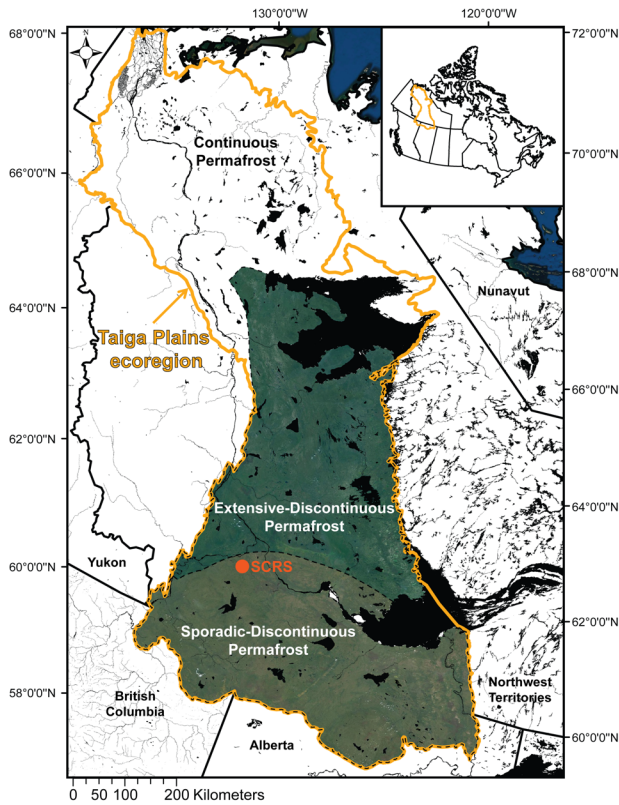 130°0'0"W 120°0'0"W
68°0'0"N
72°0'0"N
N
Continuous
Permafrost
70°0'0"N
66°0'0"N
68°0'0"N
Nunavut
64°0'0"N
Taiga Plains
ecoregion
66°0'0"N
62°0'0"N
Extensive-Discontinuous
Permafrost
64°0'0"N
Yukon
60°0'0"N
SCRS
62°0'0"N
Sporadic-Discontinuous
Permafrost
58°0'0"N
British
Columbia
Northwest
Territories
Alberta
60°0'0"N
0 50 100 200 Kilometers